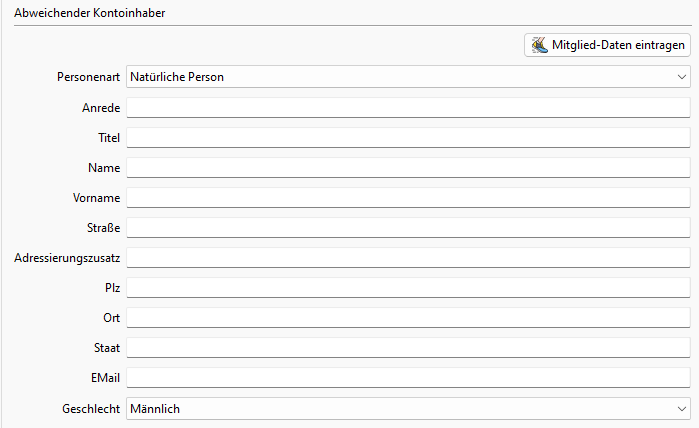 Abweichender Kontoinhaber
Mitglied-Daten eintragen
Personenart Natürliche Person
Anrede
Titel
Name
Vorname
Straße
Adressierungszusatz
Plz
Ort
Staat
EMail
Geschlecht Männlich